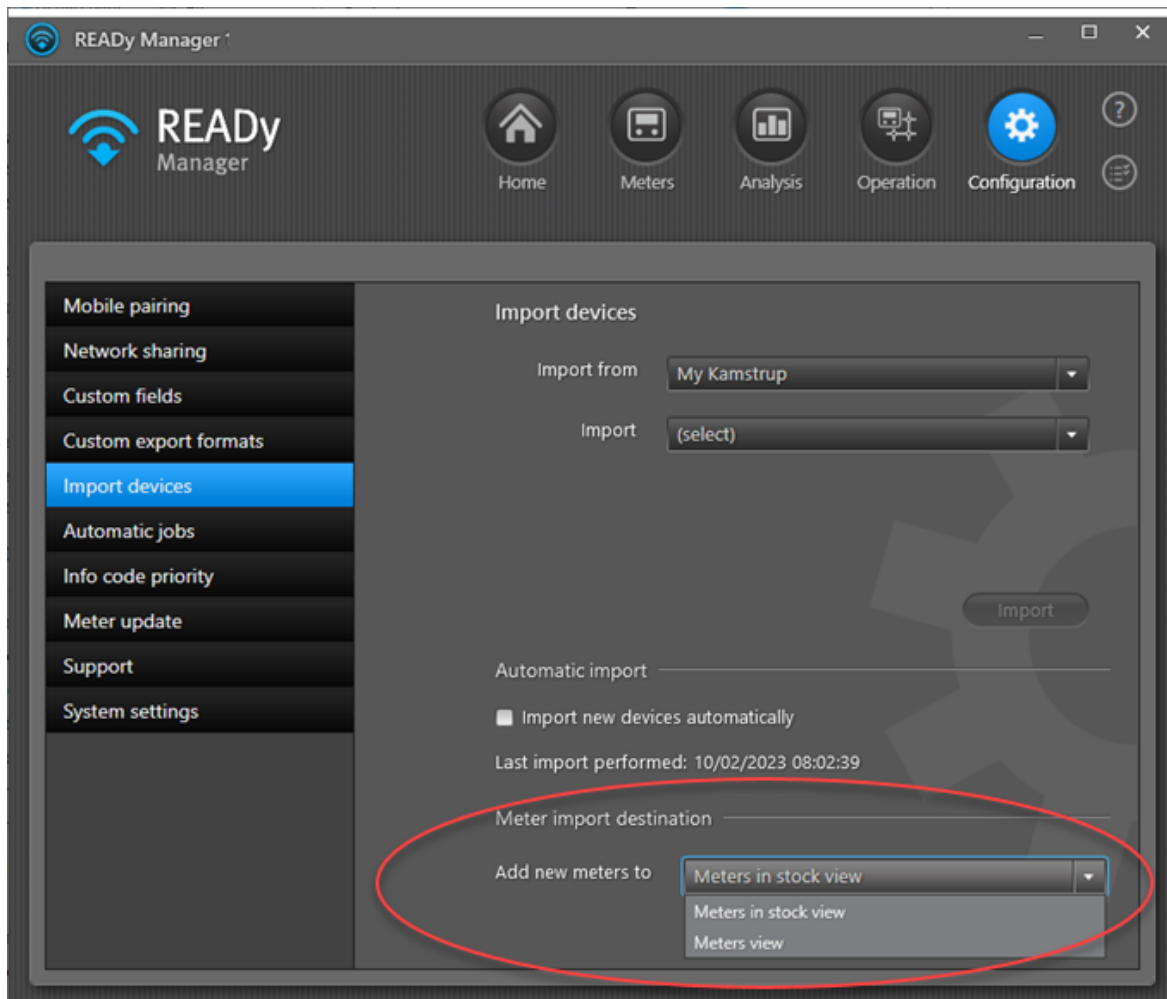 READy Manager
READy
Manager
Home
Meters
Analysis
Operation
Configuration
?
Mobile pairing
Network sharing
Custom fields
Custom export formats
Import devices
Automatic jobs
Info code priority
Meter update
Support
System settings
Import devices
Import from
My Kamstrup
Import
(select)
Import
Automatic import
Import new devices automatically
Last import performed: 10/02/2023 08:02:39
Meter import destination
Add new meters to
Meters in stock view
Meters in stock view
Meters view